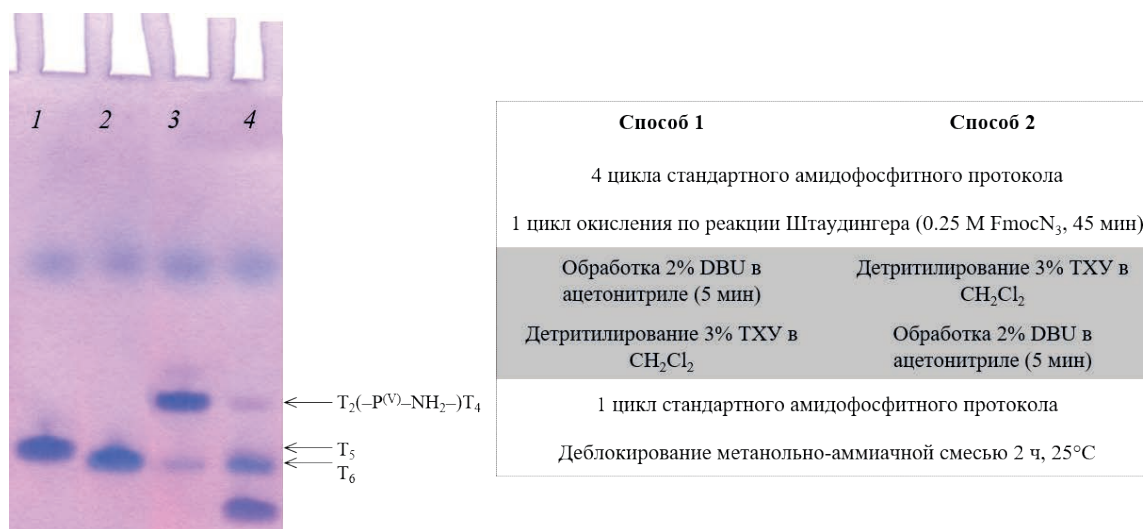 1 2 3 4
T₂(–P⁽ⱽ⁾–NH₂–)T₄
T₅
T₆
Способ 1 Способ 2
4 цикла стандартного амидофосфитного протокола
1 цикл окисления по реакции Штаудингера (0.25 M FmocN₃, 45 мин)
Обработка 2% DBU в Детритилирование 3% ТХУ в
ацетонитриле (5 мин) CH₂Cl₂
Детритилирование 3% ТХУ в Обработка 2% DBU в
CH₂Cl₂ ацетонитриле (5 мин)
1 цикл стандартного амидофосфитного протокола
Деблокирование метанольно-аммиачной смесью 2 ч, 25°C